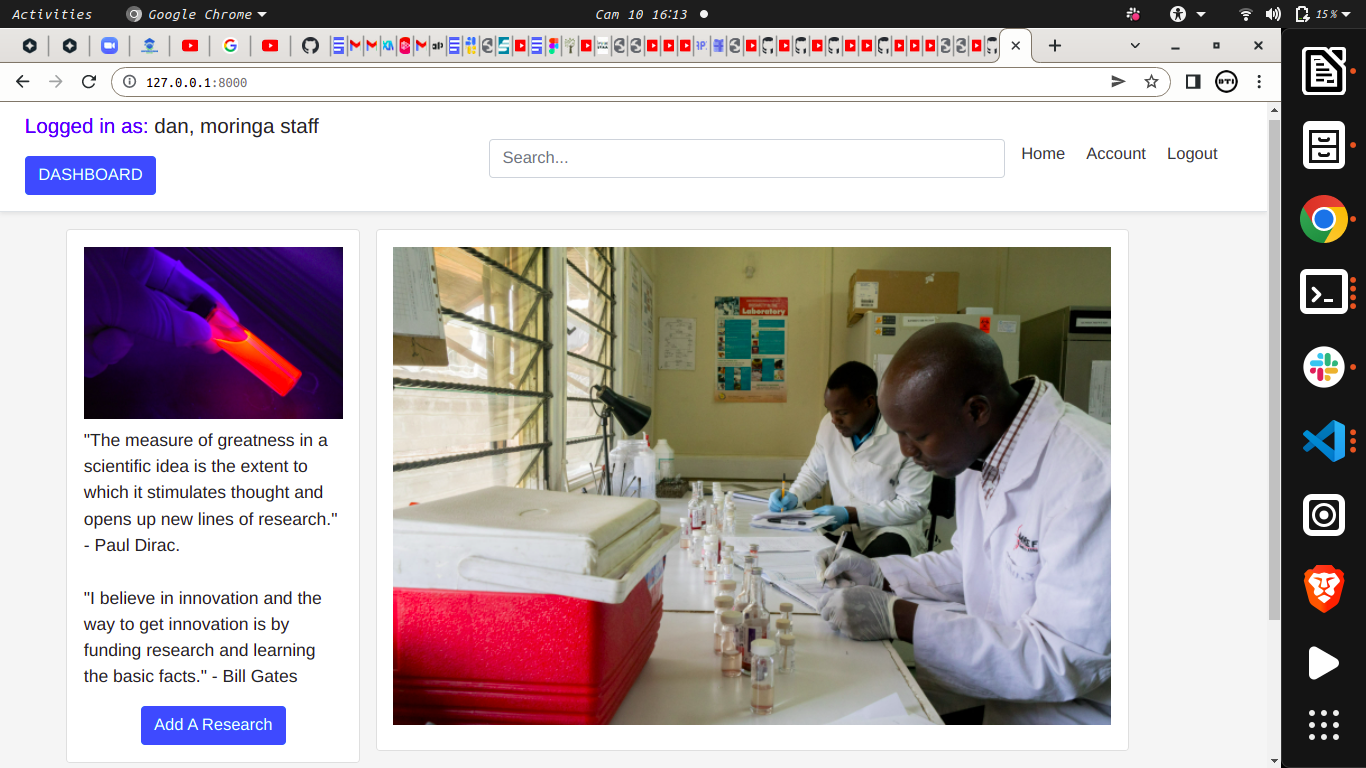 Activities
Google Chrome
Cam 10 16:13
15 %
127.0.0.1:8000
Logged in as: dan, moringa staff
DASHBOARD
Search...
Home
Account
Logout
"The measure of greatness in a
scientific idea is the extent to
which it stimulates thought and
opens up new lines of research."
- Paul Dirac.
"I believe in innovation and the
way to get innovation is by
funding research and learning
the basic facts." - Bill Gates
Add A Research
Laboratory